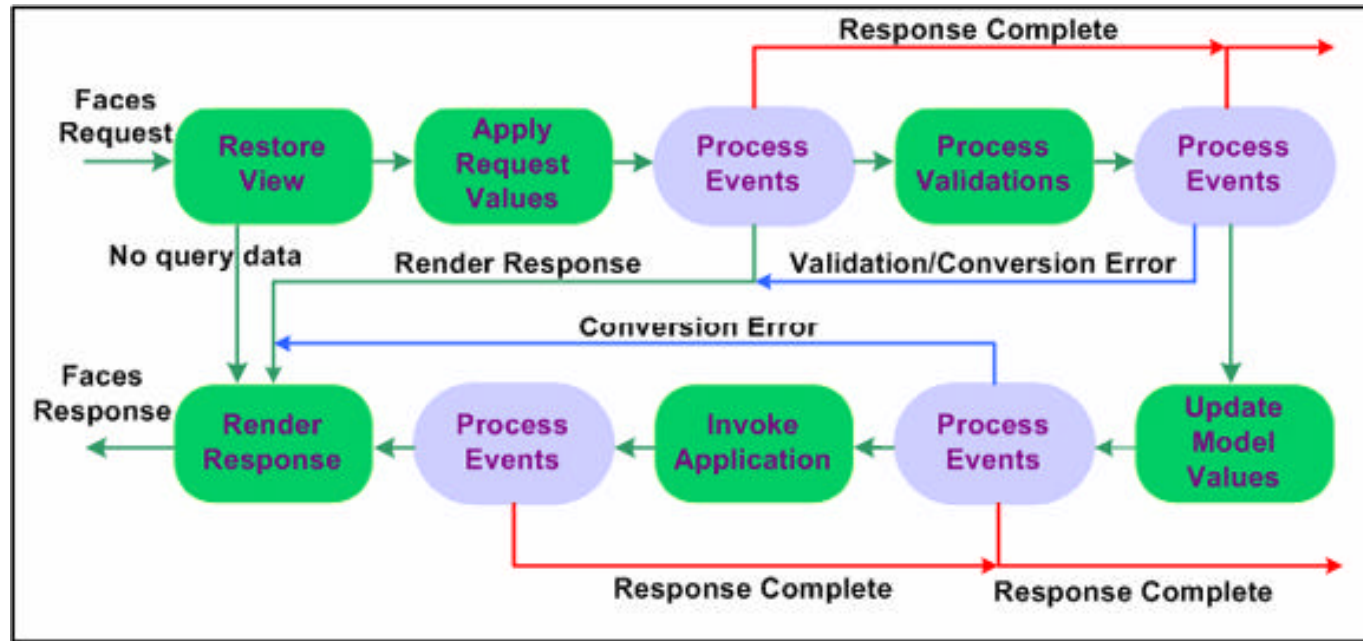 Response Complete
Faces
Request
Restore
View
Apply
Request
Values
Process
Events
Process
Validations
Process
Events
No query data
Render Response
Validation/Conversion Error
Conversion Error
Faces
Response
Render
Response
Process
Events
Invoke
Application
Process
Events
Update
Model
Values
Response Complete
Response Complete